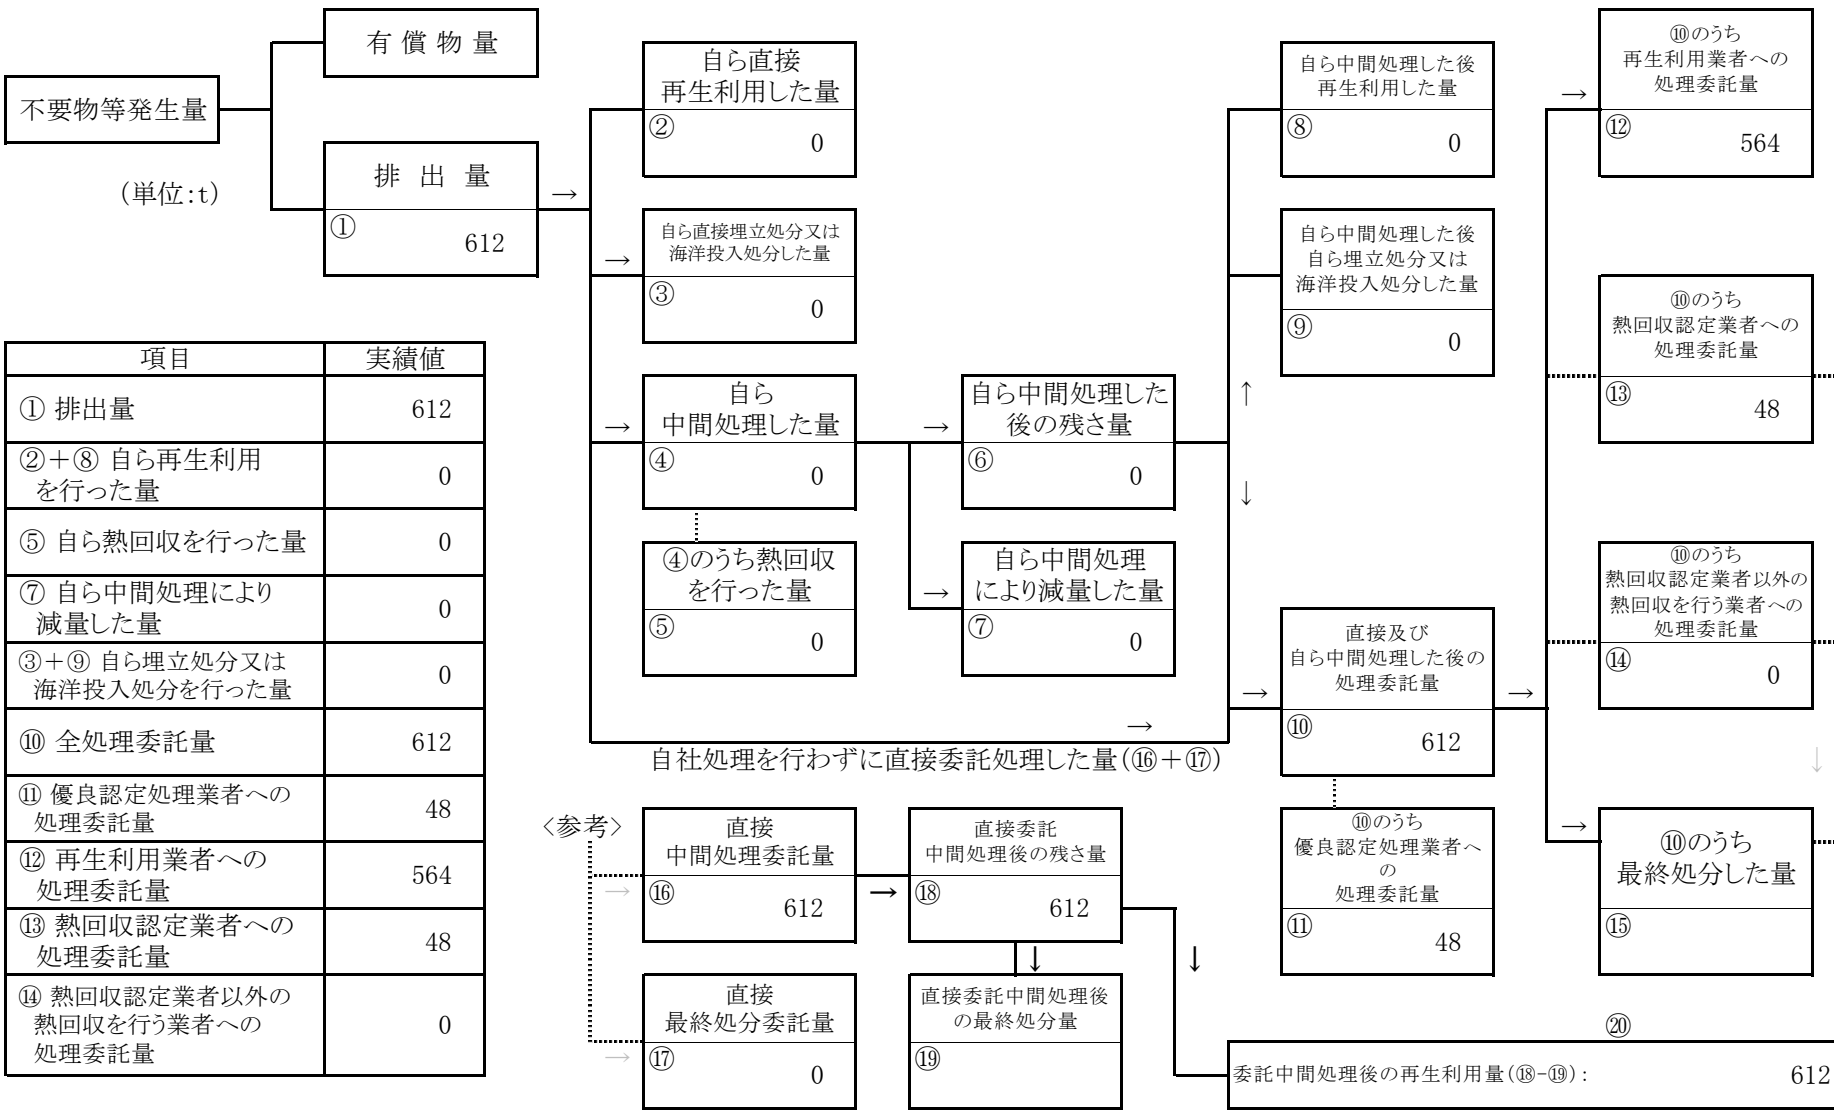 有 償 物 量
不要物等発生量
（単位：t）
排 出 量
→
①
612
自ら直接
再生利用した量
②
0
自ら直接埋立処分又は
海洋投入処分した量
→
③
0
自ら
中間処理した量
→
④
0
④のうち熱回収
を行った量
⑤
0
→
自ら中間処理した
後の残さ量
⑥
0
→
自ら中間処理
により減量した量
⑦
0
自ら中間処理した後
再生利用した量
⑧
0
自ら中間処理した後
自ら埋立処分又は
海洋投入処分した量
⑨
0
↑
↓
直接及び
自ら中間処理した後の
処理委託量
→
⑩
612
→
⑩のうち
優良認定処理業者へ
の
処理委託量
⑪
48
→
⑩のうち
再生利用業者への
処理委託量
⑫
564
⑩のうち
熱回収認定業者への
処理委託量
⑬
48
⑩のうち
熱回収認定業者以外の
熱回収を行う業者への
処理委託量
⑭
0
↓
→
⑩のうち
最終処分した量
⑮
→
自社処理を行わずに直接委託処理した量（⑯＋⑰）
項目 実績値
① 排出量 612
②＋⑧ 自ら再生利用
を行った量 0
⑤ 自ら熱回収を行った量 0
⑦ 自ら中間処理により
減量した量 0
③＋⑨ 自ら埋立処分又は
海洋投入処分を行った量 0
⑩ 全処理委託量 612
⑪ 優良認定処理業者への
処理委託量 48
⑫ 再生利用業者への
処理委託量 564
⑬ 熱回収認定業者への
処理委託量 48
⑭ 熱回収認定業者以外の
熱回収を行う業者への
処理委託量 0
〈参考〉
直接
中間処理委託量
→
⑯
612
→
直接委託
中間処理後の残さ量
⑱
612
↓
↓
直接
最終処分委託量
→
⑰
0
直接委託中間処理後
の最終処分量
⑲
⑳
委託中間処理後の再生利用量（⑱-⑲）： 612